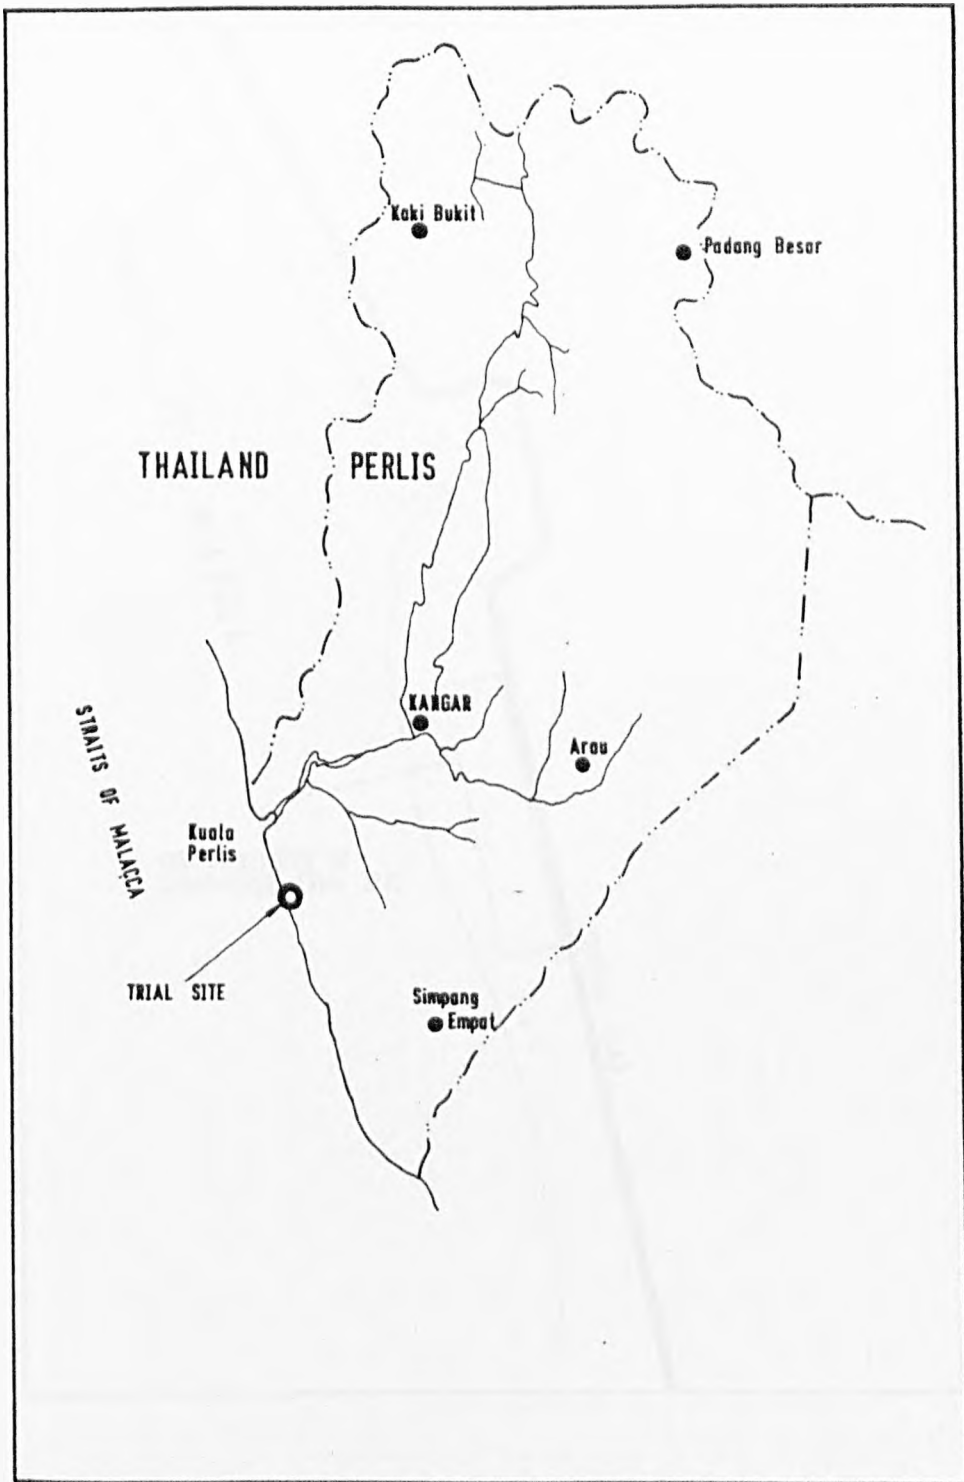 Kaki Bukit
Padang Besar
THAILAND
PERLIS
KANGAR
Arau
STRAITS OF MALACCA
Kuala
Perlis
TRIAL SITE
Simpang
Empat